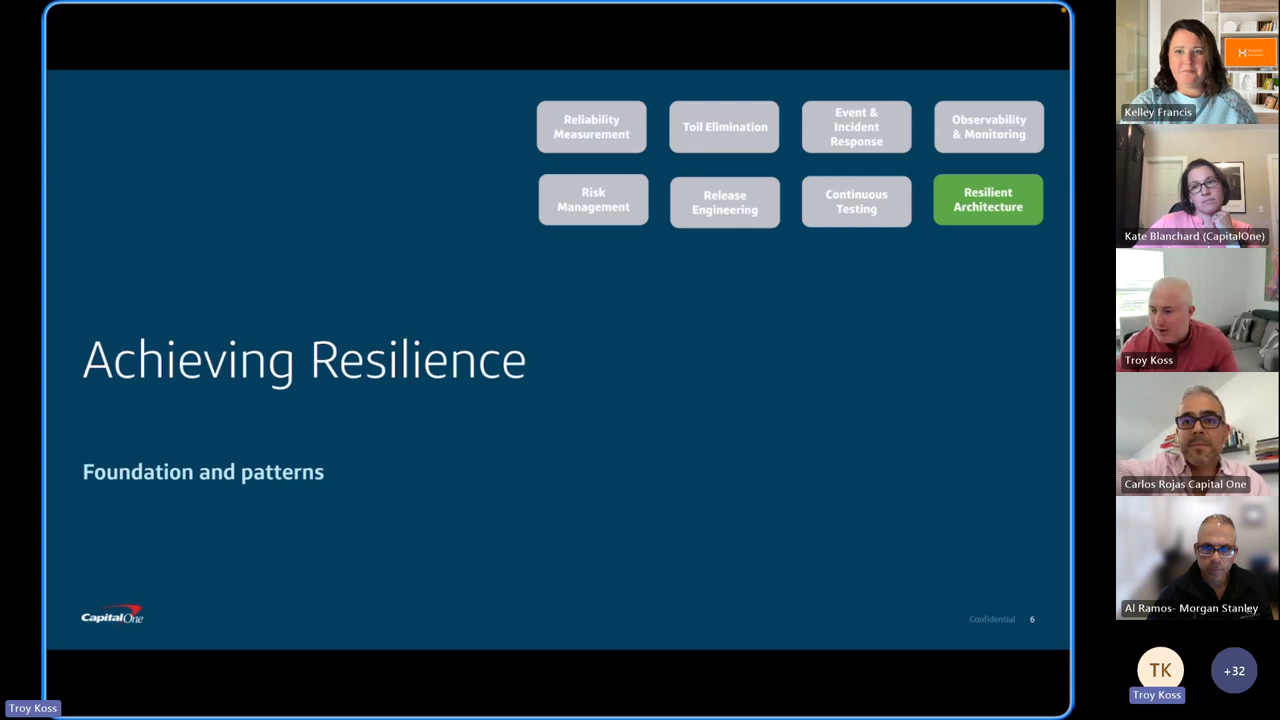 Reliability
Measurement
Toil Elimination
Event &
Incident
Response
Observability
& Monitoring
Risk
Management
Release
Engineering
Continuous
Testing
Resilient
Architecture
Achieving Resilience
Foundation and patterns
CapitalOne
Confidential 6
Kelley Francis
Kate Blanchard (CapitalOne)
Troy Koss
Carlos Rojas Capital One
Al Ramos- Morgan Stanley
TK
+32
Troy Koss
Troy Koss